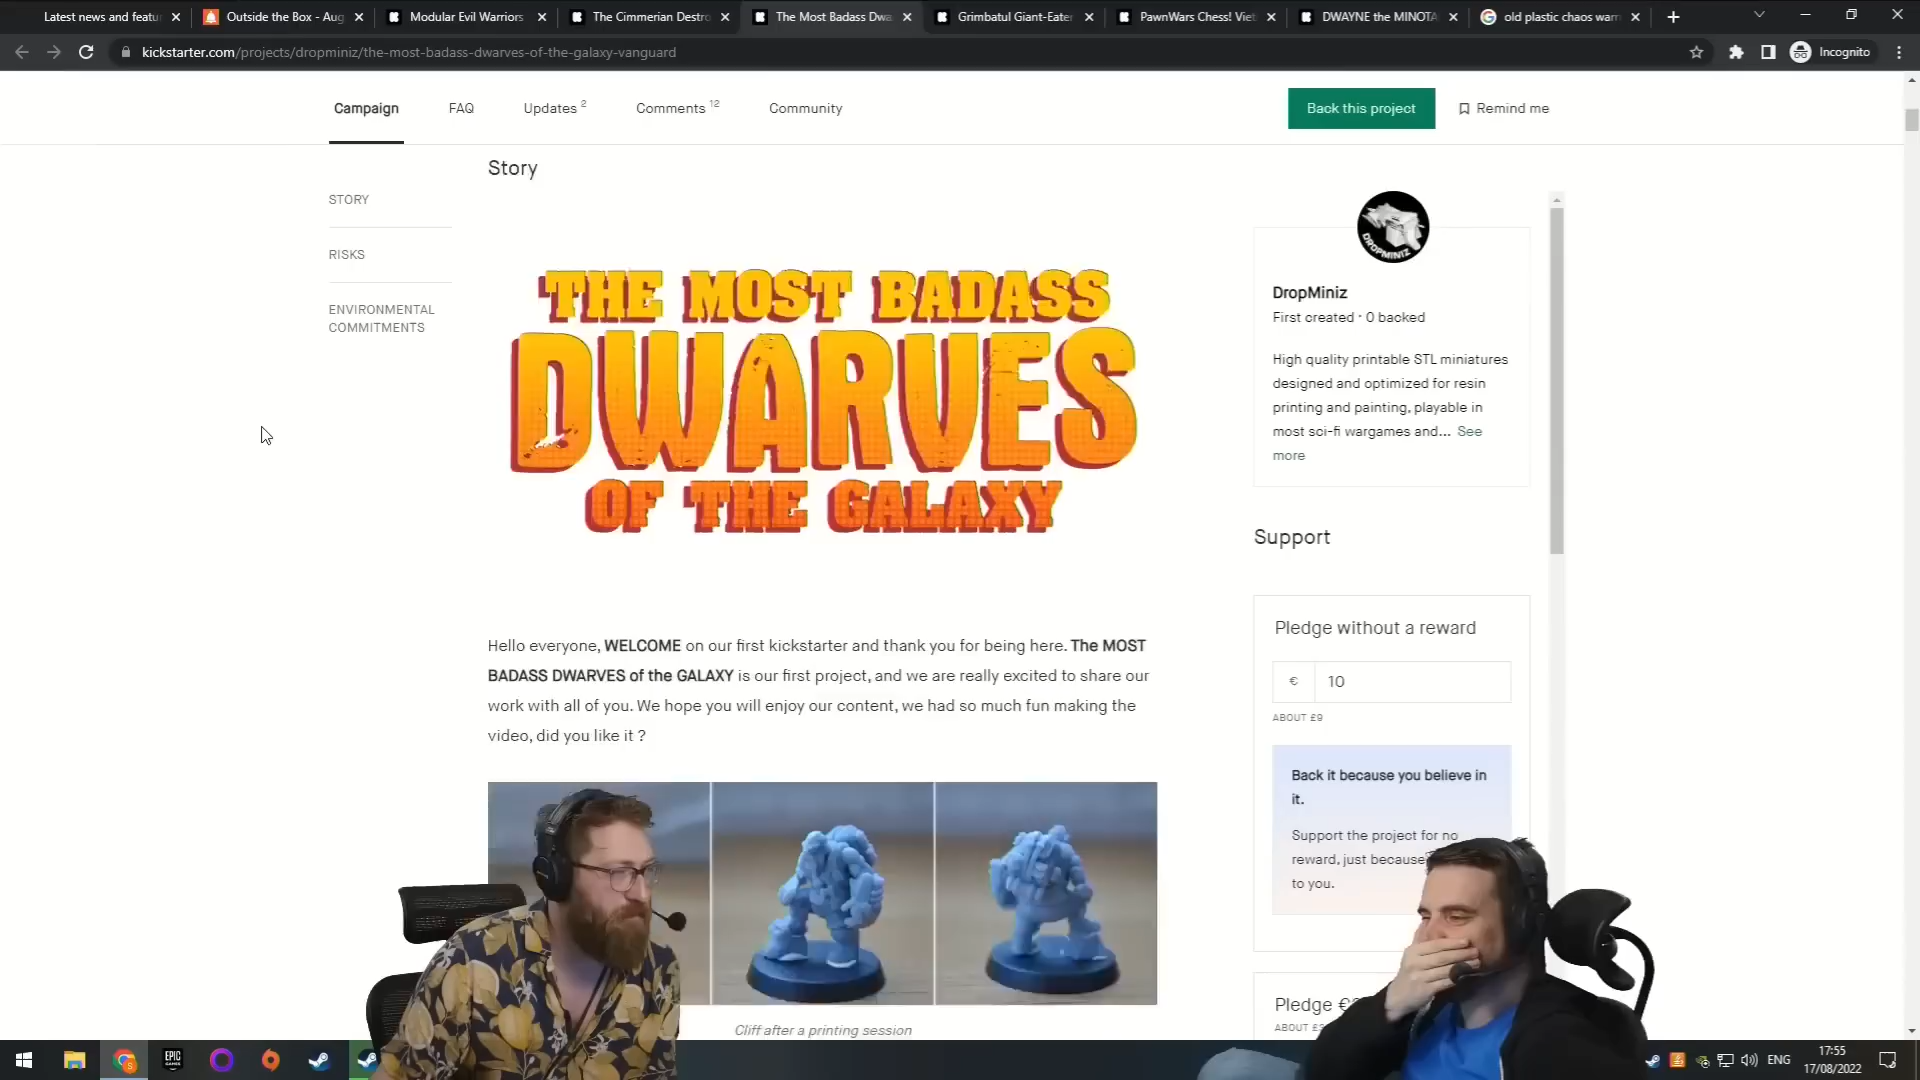 Latest news and featu
Outside the Box - Aug
Modular Evil Warriors
The Cimmerian Destro
The Most Badass Dwa
Grimbatul Giant-Eater
PawnWars Chess! Viet
DWAYNE the MINOTA
old plastic chaos warr
kickstarter.com/projects/dropminiz/the-most-badass-dwarves-of-the-galaxy-vanguard
Incognito
Campaign
FAQ
Updates 2
Comments 12
Community
Back this project
Remind me
Story
STORY
RISKS
ENVIRONMENTAL
COMMITMENTS
THE MOST BADASS
DWARVES
OF THE GALAXY
DROPMINIZ
DropMiniz
First created · 0 backed
High quality printable STL miniatures
designed and optimized for resin
printing and painting, playable in
most sci-fi wargames and... See
more
Support
Pledge without a reward
€ 10
ABOUT £9
Back it because you believe in
it.
Support the project for no
reward, just because
to you.
Pledge €
ABOUT £
Hello everyone, WELCOME on our first kickstarter and thank you for being here. The MOST
BADASS DWARVES of the GALAXY is our first project, and we are really excited to share our
work with all of you. We hope you will enjoy our content, we had so much fun making the
video, did you like it ?
Cliff after a printing session
EPIC
GAMES
ENG
17:55
17/08/2022